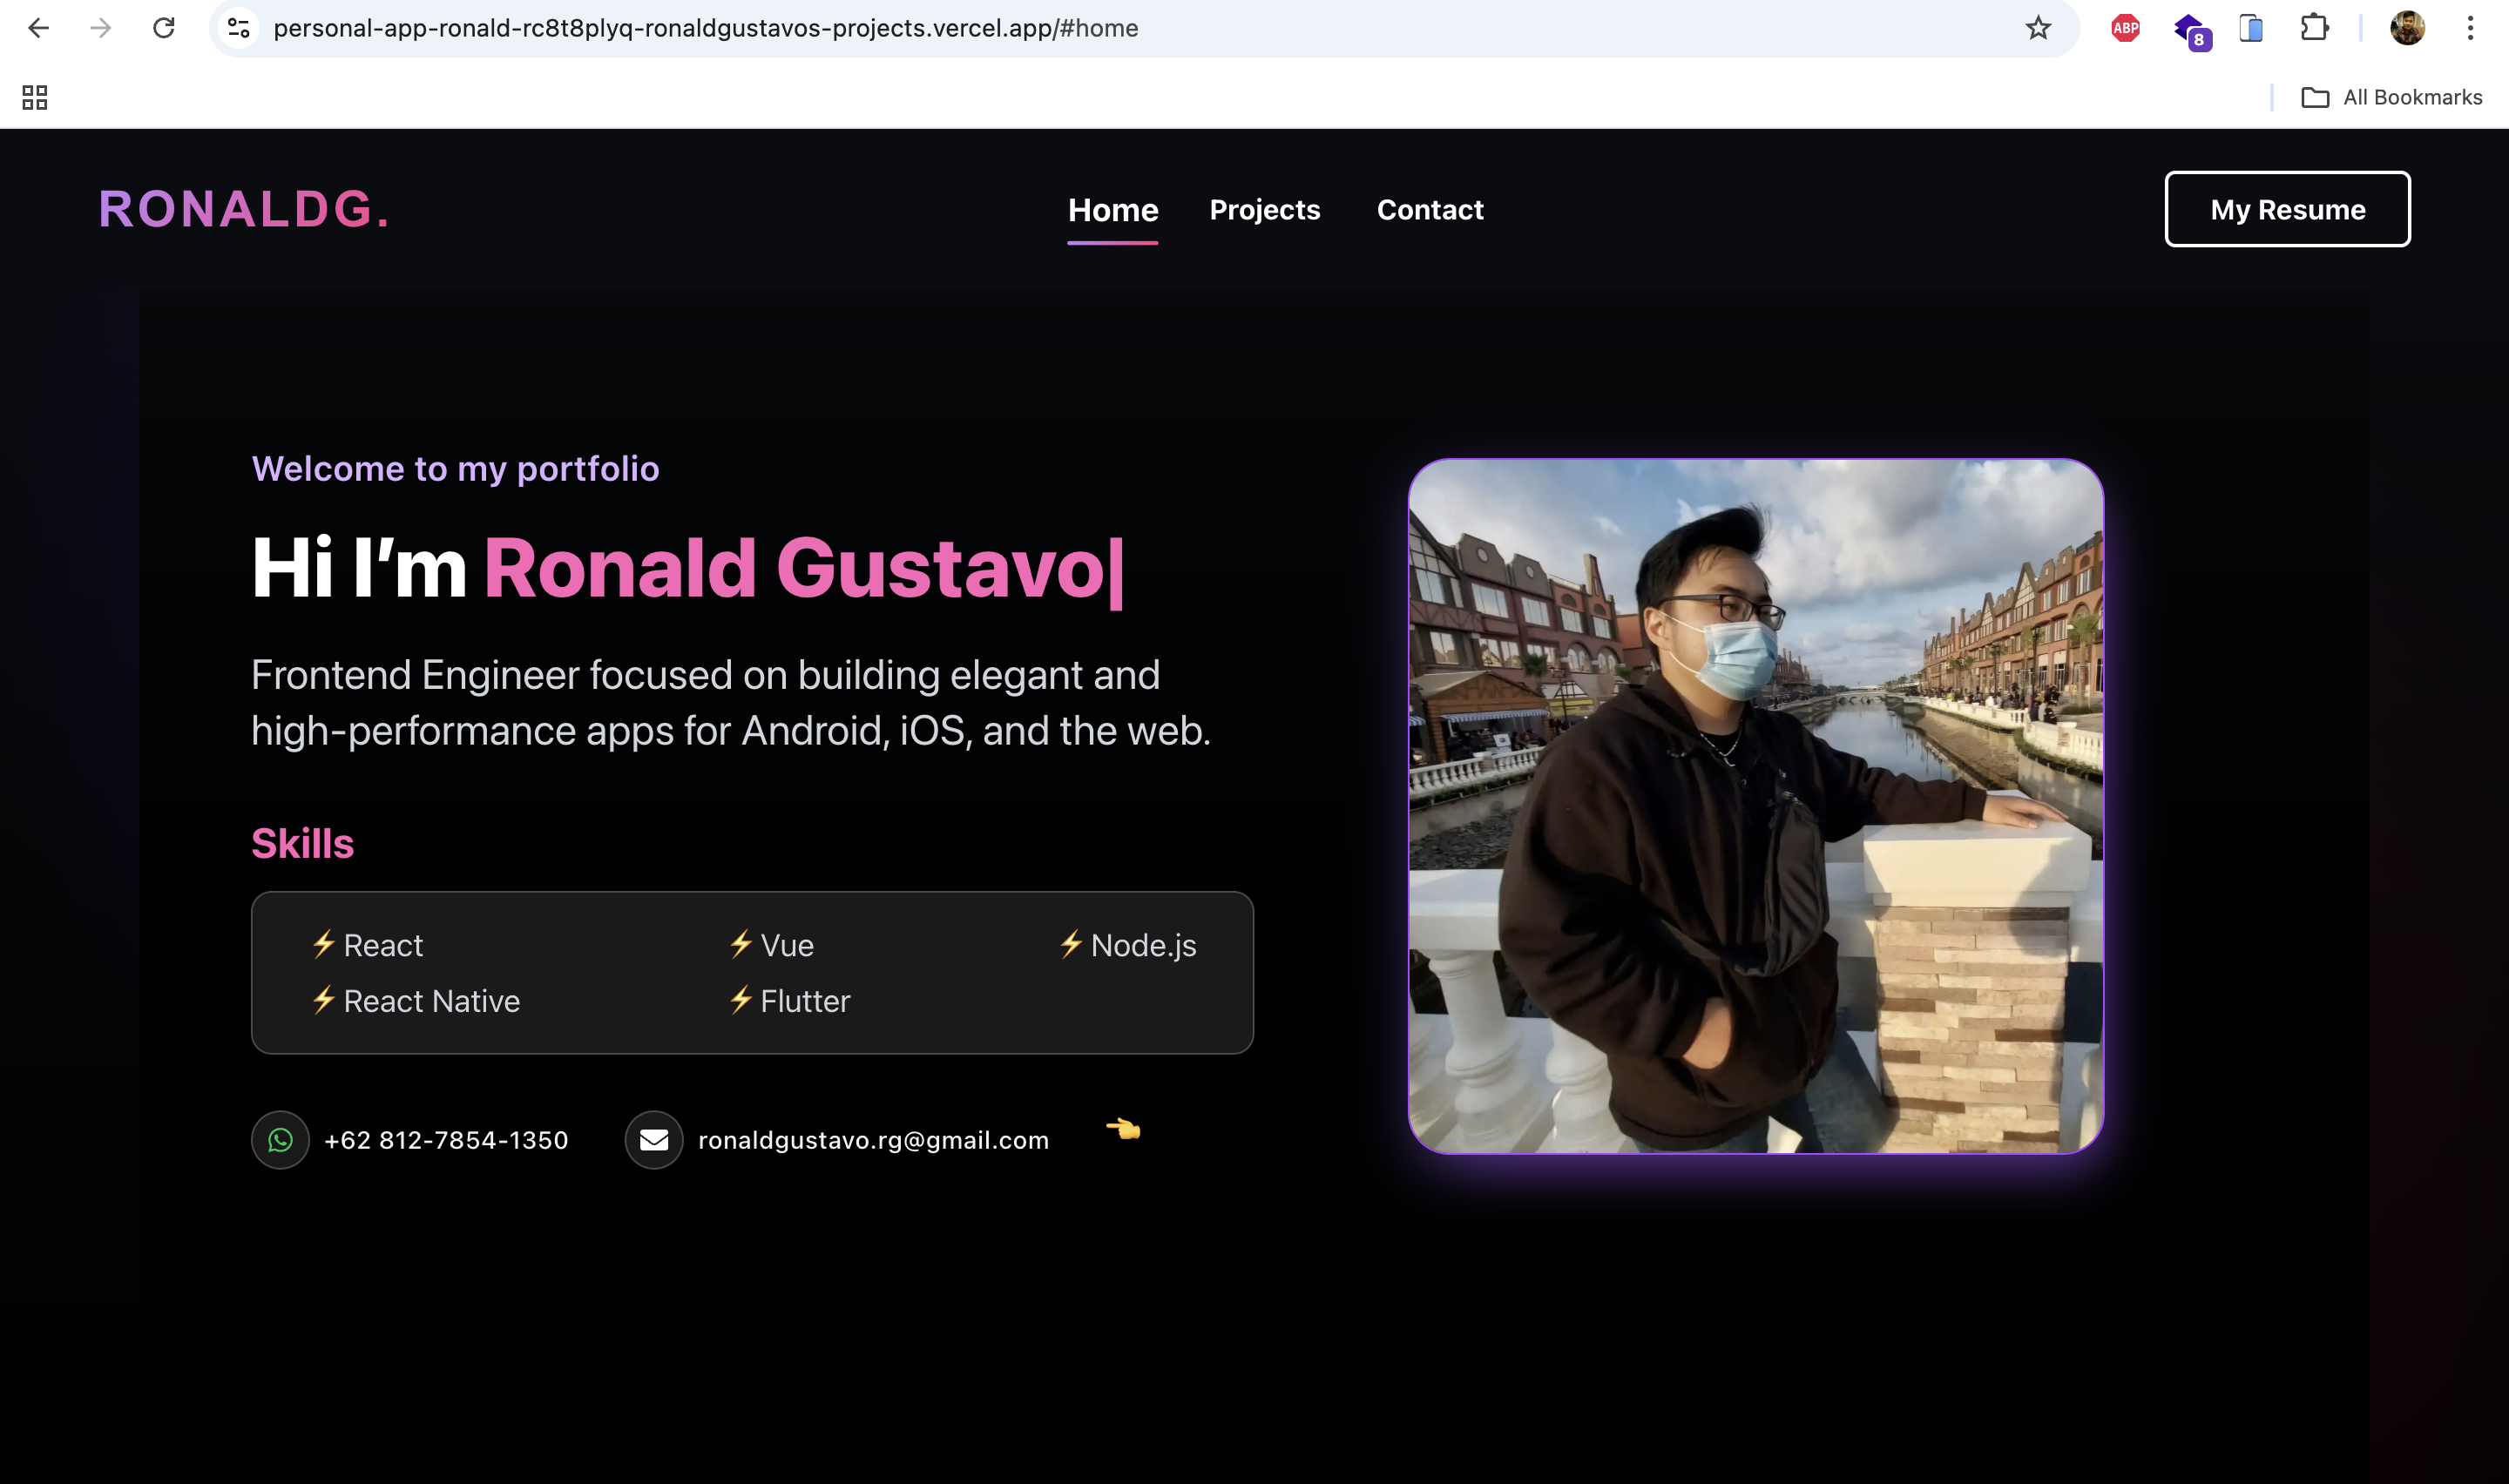 personal-app-ronald-rc8t8plyq-ronaldgustavos-projects.vercel.app/#home
ABP
8
All Bookmarks
RONALDG.
Home
Projects
Contact
My Resume
Welcome to my portfolio
Hi I’m Ronald Gustavo|
Frontend Engineer focused on building elegant and
high-performance apps for Android, iOS, and the web.
Skills
⚡ React
⚡ Vue
⚡ Node.js
⚡ React Native
⚡ Flutter
+62 812-7854-1350
ronaldgustavo.rg@gmail.com